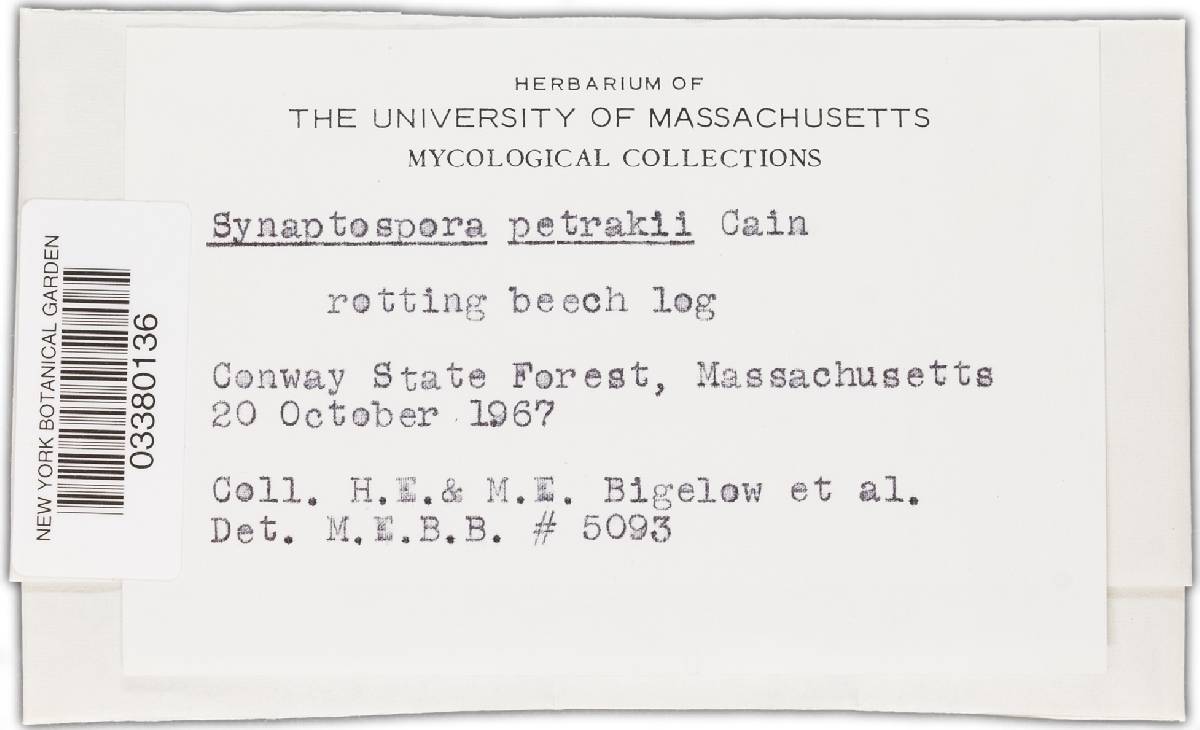 HERBARIUM OF
THE UNIVERSITY OF MASSACHUSETTS
MYCOLOGICAL COLLECTIONS
Synaptospora petrakii Cain
rotting beech log
Conway State Forest, Massachusetts
20 October 1967
Coll. H.E.& M.E. Bigelow et al.
Det. M.E.B.B. # 5093
NEW YORK BOTANICAL GARDEN
03380136